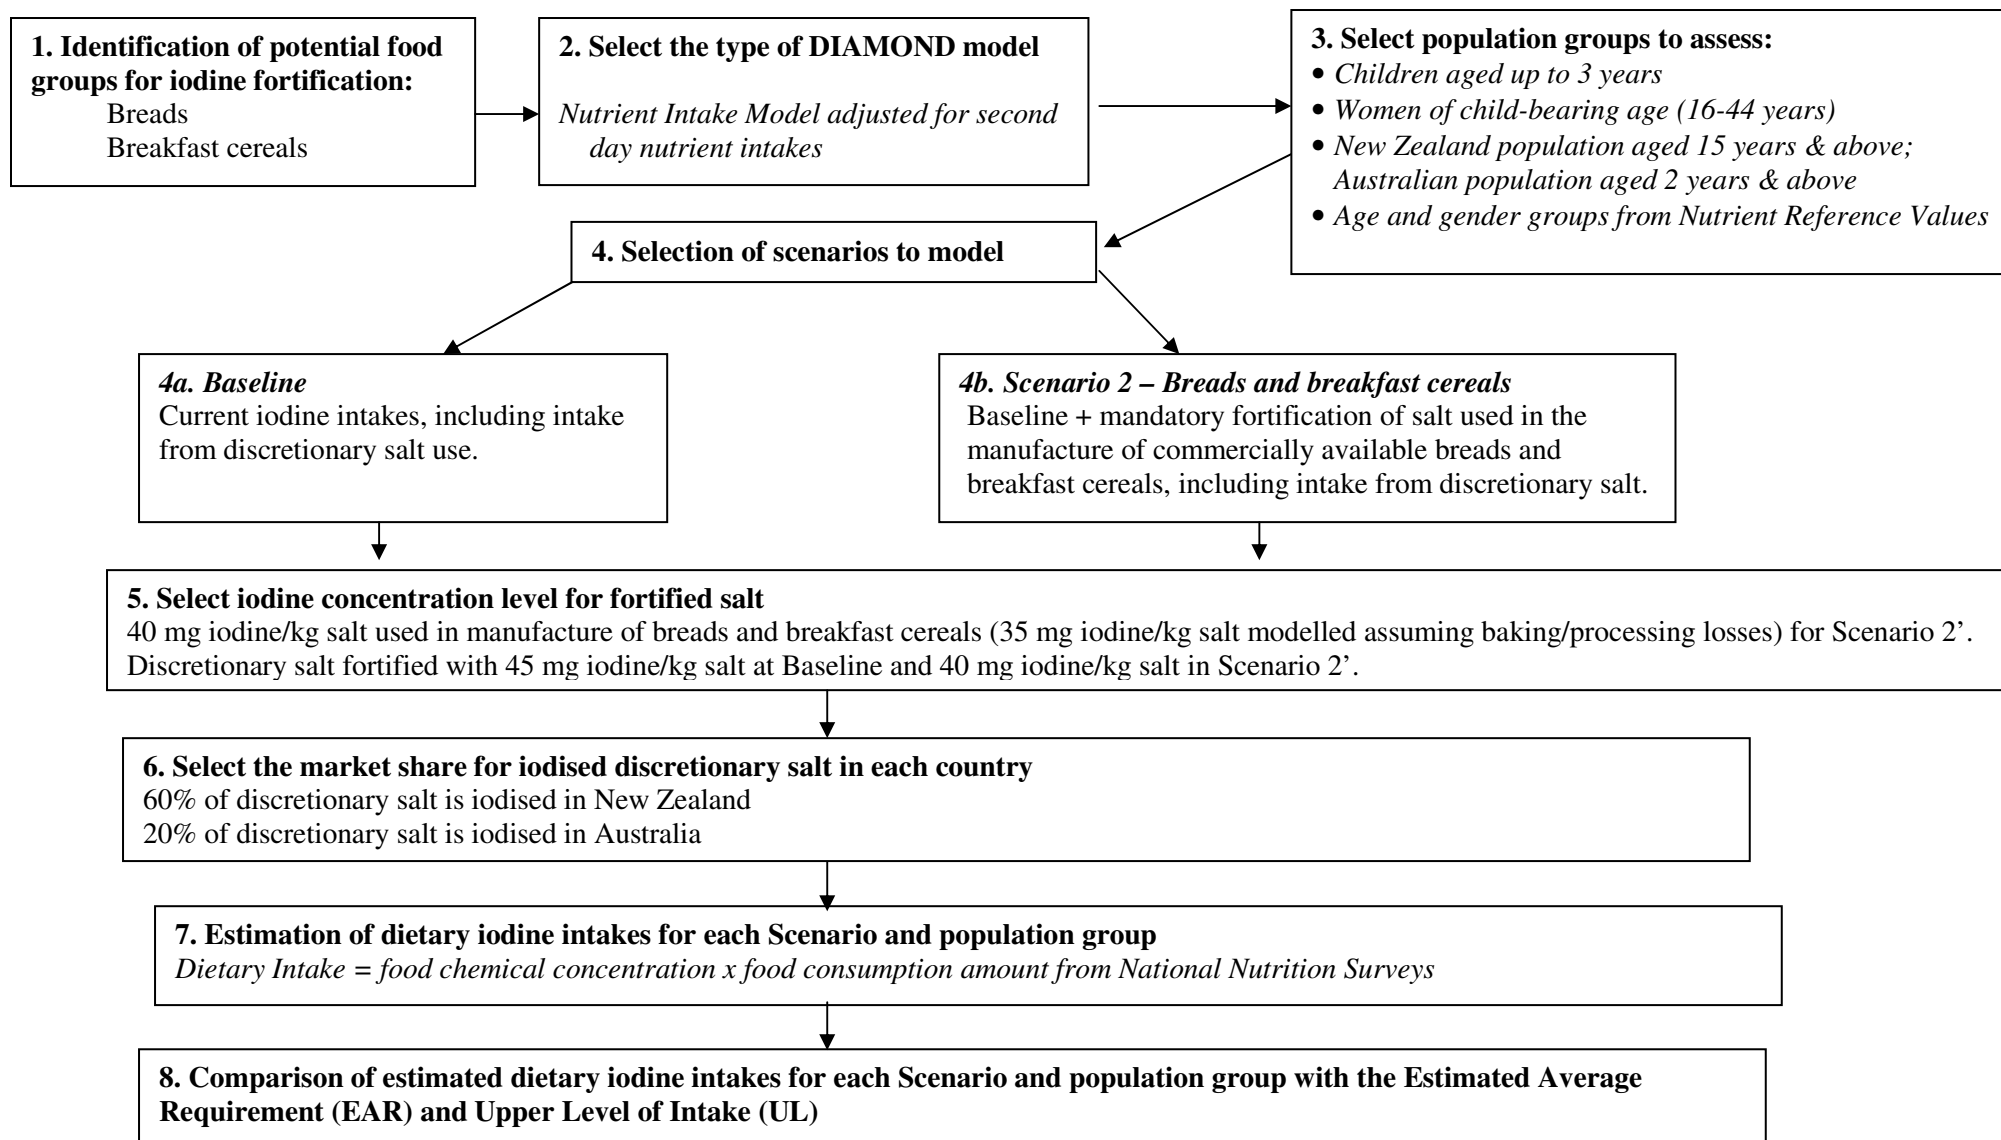 1. Identification of potential food
groups for iodine fortification:
Breads
Breakfast cereals
2. Select the type of DIAMOND model
Nutrient Intake Model adjusted for second
day nutrient intakes
3. Select population groups to assess:
• Children aged up to 3 years
• Women of child-bearing age (16-44 years)
• New Zealand population aged 15 years & above;
Australian population aged 2 years & above
• Age and gender groups from Nutrient Reference Values
4. Selection of scenarios to model
4a. Baseline
Current iodine intakes, including intake
from discretionary salt use.
4b. Scenario 2 – Breads and breakfast cereals
Baseline + mandatory fortification of salt used in the
manufacture of commercially available breads and
breakfast cereals, including intake from discretionary salt.
5. Select iodine concentration level for fortified salt
40 mg iodine/kg salt used in manufacture of breads and breakfast cereals (35 mg iodine/kg salt modelled assuming baking/processing losses) for Scenario 2’.
Discretionary salt fortified with 45 mg iodine/kg salt at Baseline and 40 mg iodine/kg salt in Scenario 2’.
6. Select the market share for iodised discretionary salt in each country
60% of discretionary salt is iodised in New Zealand
20% of discretionary salt is iodised in Australia
7. Estimation of dietary iodine intakes for each Scenario and population group
Dietary Intake = food chemical concentration x food consumption amount from National Nutrition Surveys
8. Comparison of estimated dietary iodine intakes for each Scenario and population group with the Estimated Average
Requirement (EAR) and Upper Level of Intake (UL)